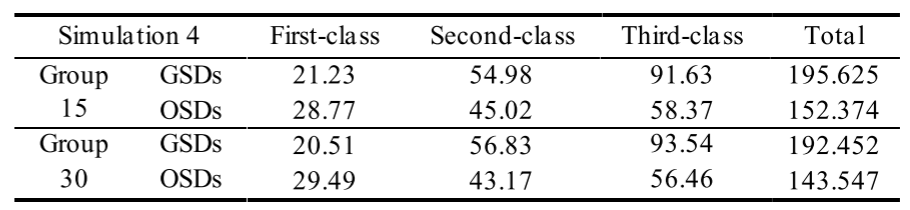 Simulation 4 First-class Second-class Third-class Total
Group GSDs 21.23 54.98 91.63 195.625
15 OSDs 28.77 45.02 58.37 152.374
Group GSDs 20.51 56.83 93.54 192.452
30 OSDs 29.49 43.17 56.46 143.547